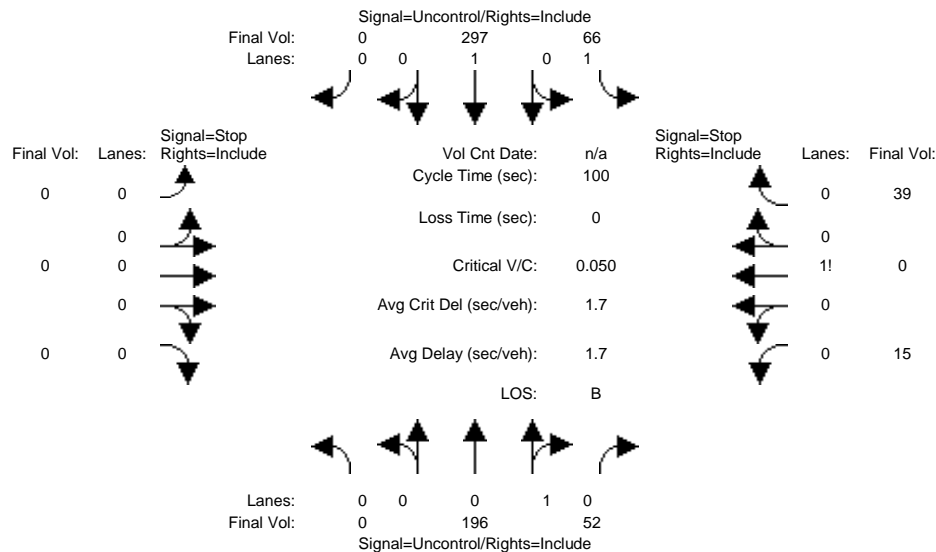 Signal=Uncontrol/Rights=Include
Final Vol: 0 297 66
Lanes: 0 0 1 0 1
Signal=Stop
Final Vol: Lanes: Rights=Include
Vol Cnt Date: n/a
Signal=Stop
Rights=Include Lanes: Final Vol:
Cycle Time (sec): 100
0 0
0 39
Loss Time (sec): 0
0
0
0 0
Critical V/C: 0.050
1! 0
0
Avg Crit Del (sec/veh): 1.7
0
0 0
Avg Delay (sec/veh): 1.7
0 15
LOS: B
Lanes: 0 0 0 1 0
Final Vol: 0 196 52
Signal=Uncontrol/Rights=Include